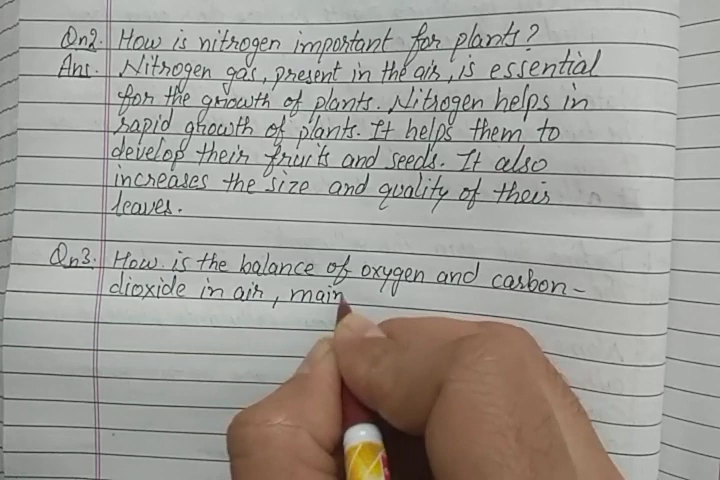 Qn2. How is nitrogen important for plants?
Ans. Nitrogen gas, present in the air, is essential
for the growth of plants. Nitrogen helps in
rapid growth of plants. It helps them to
develop their fruits and seeds. It also
increases the size and quality of their
leaves.
Qn3. How is the balance of oxygen and carbon-
dioxide in air, main